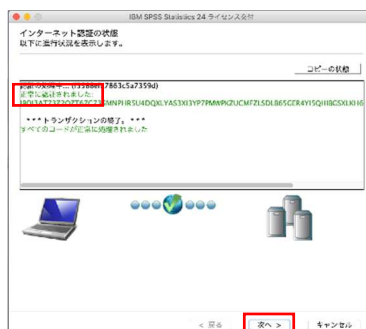 IBM SPSS Statistics 24 ライセンス交付
インターネット認証の状態
以下に進行状況を表示します。
コピーの状態
正常に認証されました:
***トランザクションの終了。***
すべてのコードが正常に処理されました
< 戻る
次へ >
キャンセル